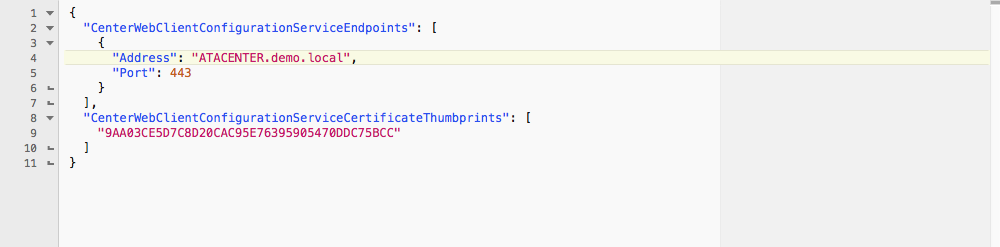 1 {
2 "CenterWebClientConfigurationServiceEndpoints": [
3 {
4 "Address": "ATACENTER.demo.local",
5 "Port": 443
6 }
7 ],
8 "CenterWebClientConfigurationServiceCertificateThumbprints": [
9 "9AA03CE5D7C8D20CAC95E76395905470DDC75BCC"
10 ]
11 }